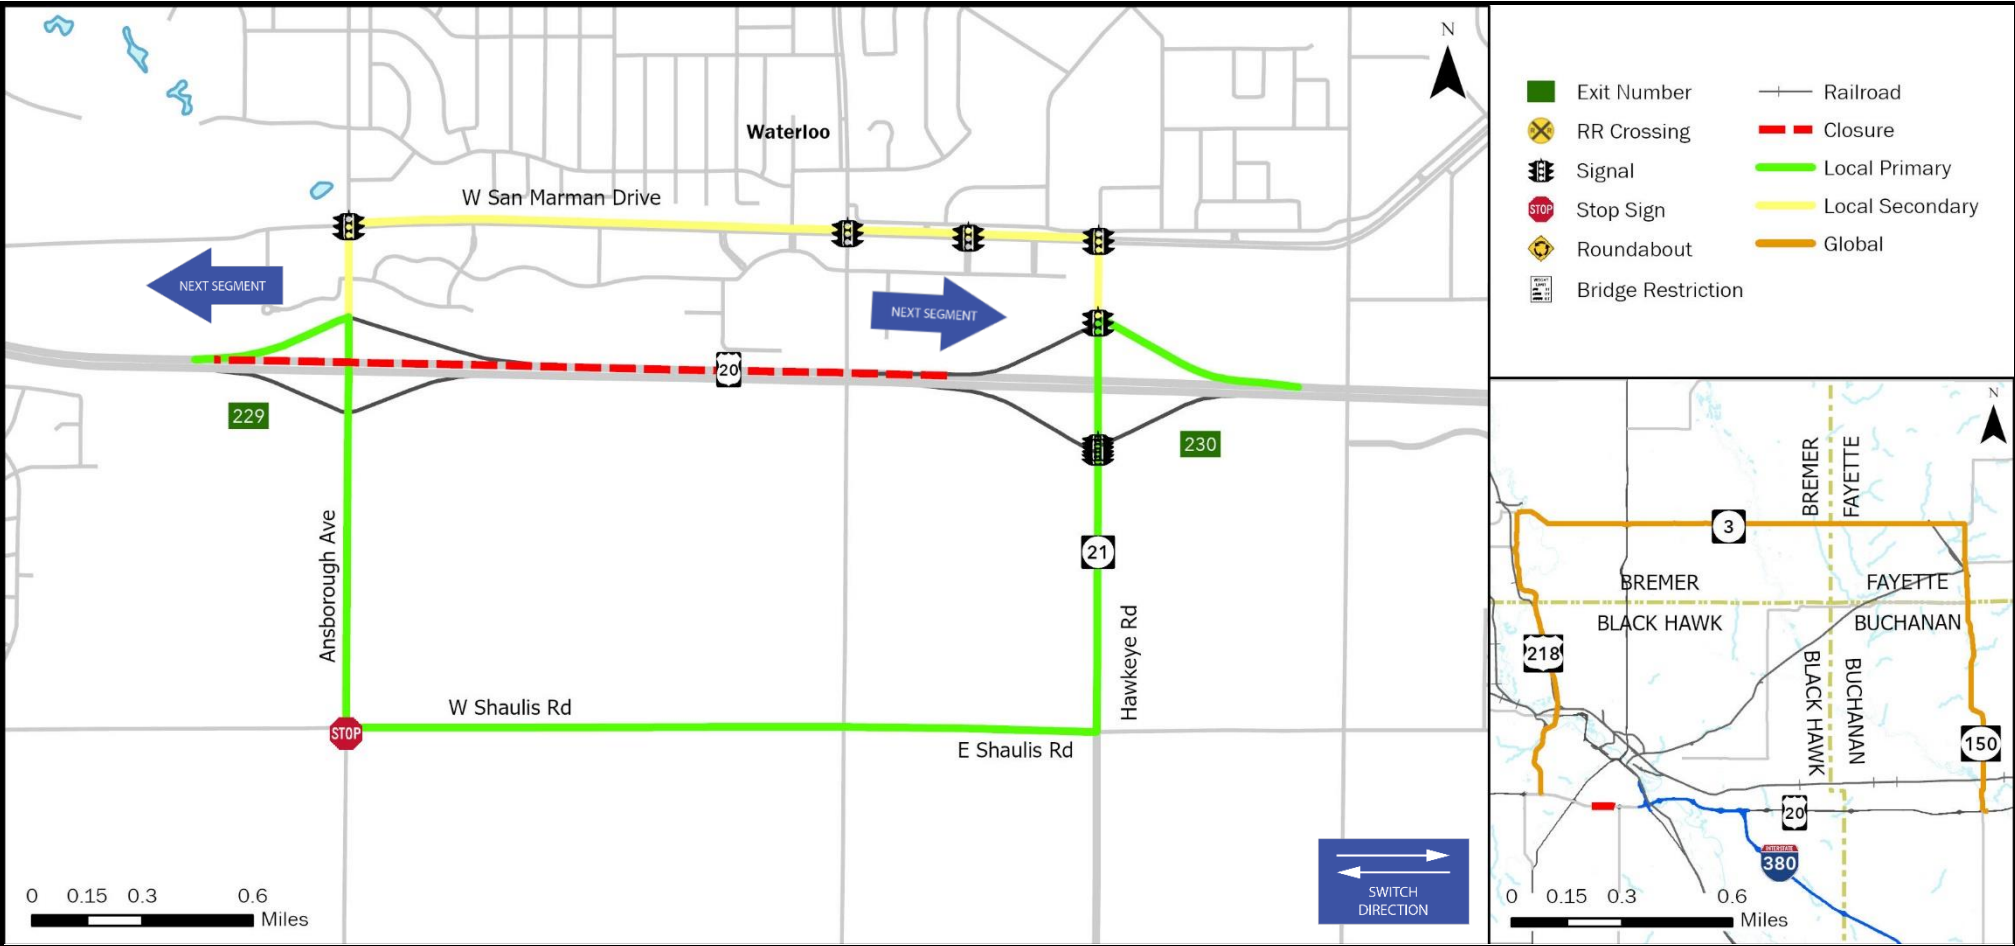 N
Waterloo
W San Marman Drive
NEXT SEGMENT
NEXT SEGMENT
20
229
230
21
Ansborough Ave
Hawkeye Rd
W Shaulis Rd
STOP
E Shaulis Rd
SWITCH
DIRECTION
0 0.15 0.3 0.6
Miles
Exit Number
RR Crossing
Signal
STOP
Stop Sign
Roundabout
Bridge Restriction
Railroad
Closure
Local Primary
Local Secondary
Global
N
BREMER
FAYETTE
3
BREMER
FAYETTE
BLACK HAWK
BUCHANAN
218
BLACK HAWK
BUCHANAN
150
20
INTERSTATE
380
0 0.15 0.3 0.6
Miles